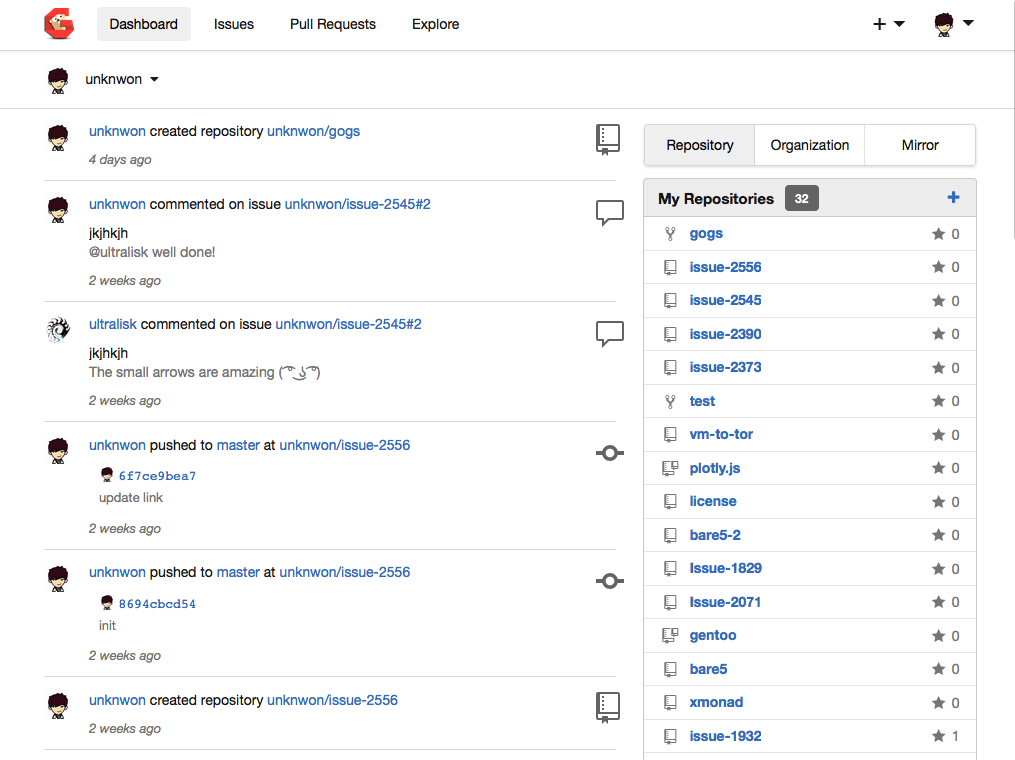 Dashboard Issues Pull Requests Explore
unknwon
unknwon created repository unknwon/gogs
4 days ago
unknwon commented on issue unknwon/issue-2545#2
jkjhkjh
@ultralisk well done!
2 weeks ago
ultralisk commented on issue unknwon/issue-2545#2
jkjhkjh
The small arrows are amazing ( ͡° ͜ʖ ͡°)
2 weeks ago
unknwon pushed to master at unknwon/issue-2556
6f7ce9bea7
update link
2 weeks ago
unknwon pushed to master at unknwon/issue-2556
8694cbcd54
init
2 weeks ago
unknwon created repository unknwon/issue-2556
2 weeks ago
Repository Organization Mirror
My Repositories 32
gogs 0
issue-2556 0
issue-2545 0
issue-2390 0
issue-2373 0
test 0
vm-to-tor 0
plotly.js 0
license 0
bare5-2 0
Issue-1829 0
Issue-2071 0
gentoo 0
bare5 0
xmonad 0
issue-1932 1